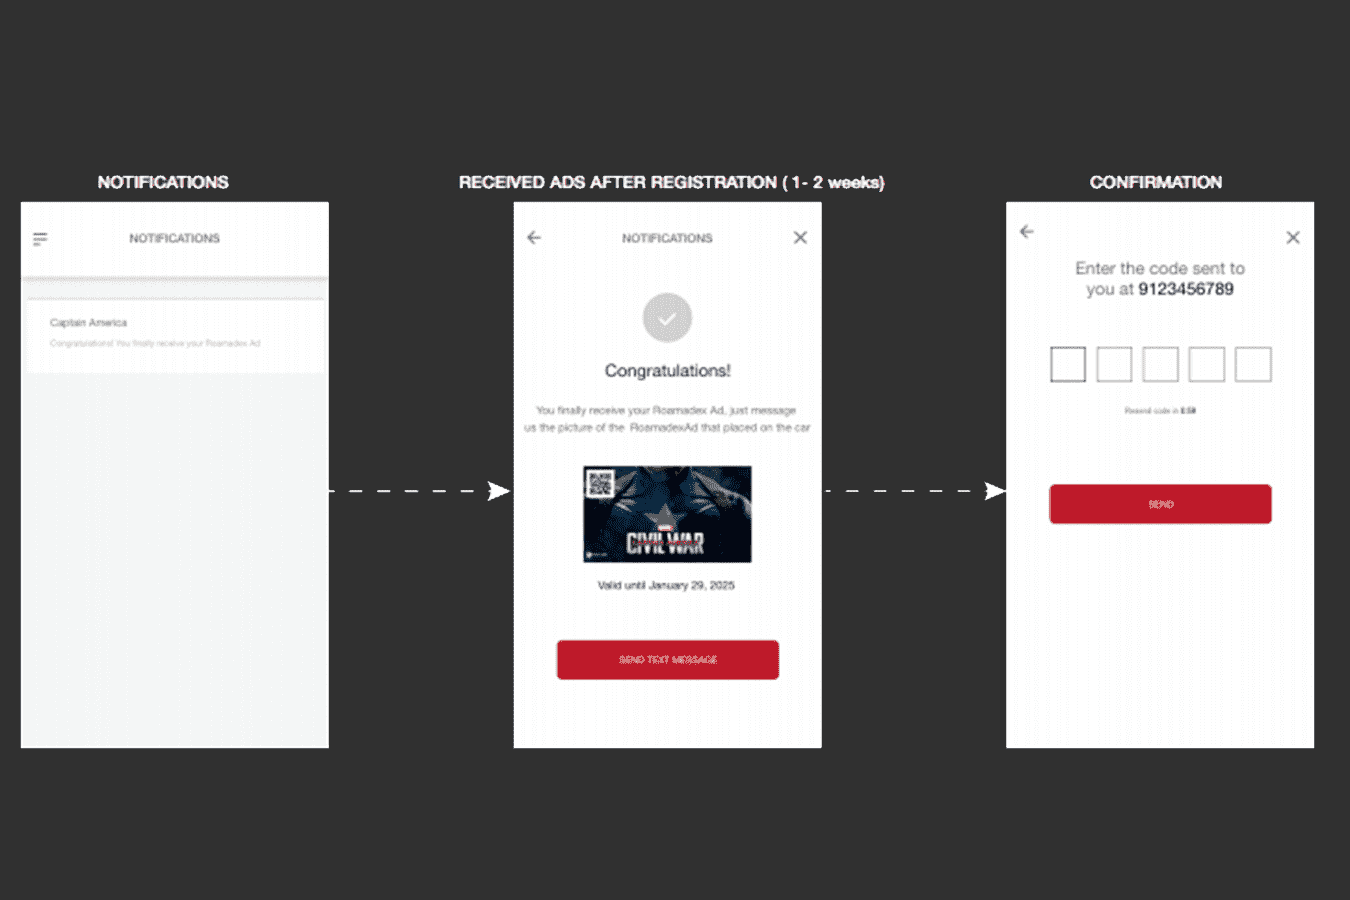 NOTIFICATIONS
NOTIFICATIONS
Captain America
Congratulations! You finally receive your Roamadex Ad
RECEIVED ADS AFTER REGISTRATION ( 1- 2 weeks)
NOTIFICATIONS
Congratulations!
You finally receive your Roamadex Ad, just message
us the picture of the RoamadexAd that placed on the car
CIVIL WAR
Valid until January 29, 2025
SEND TEXT MESSAGE
CONFIRMATION
Enter the code sent to
you at 9123456789
Resend code in 0:59
SEND